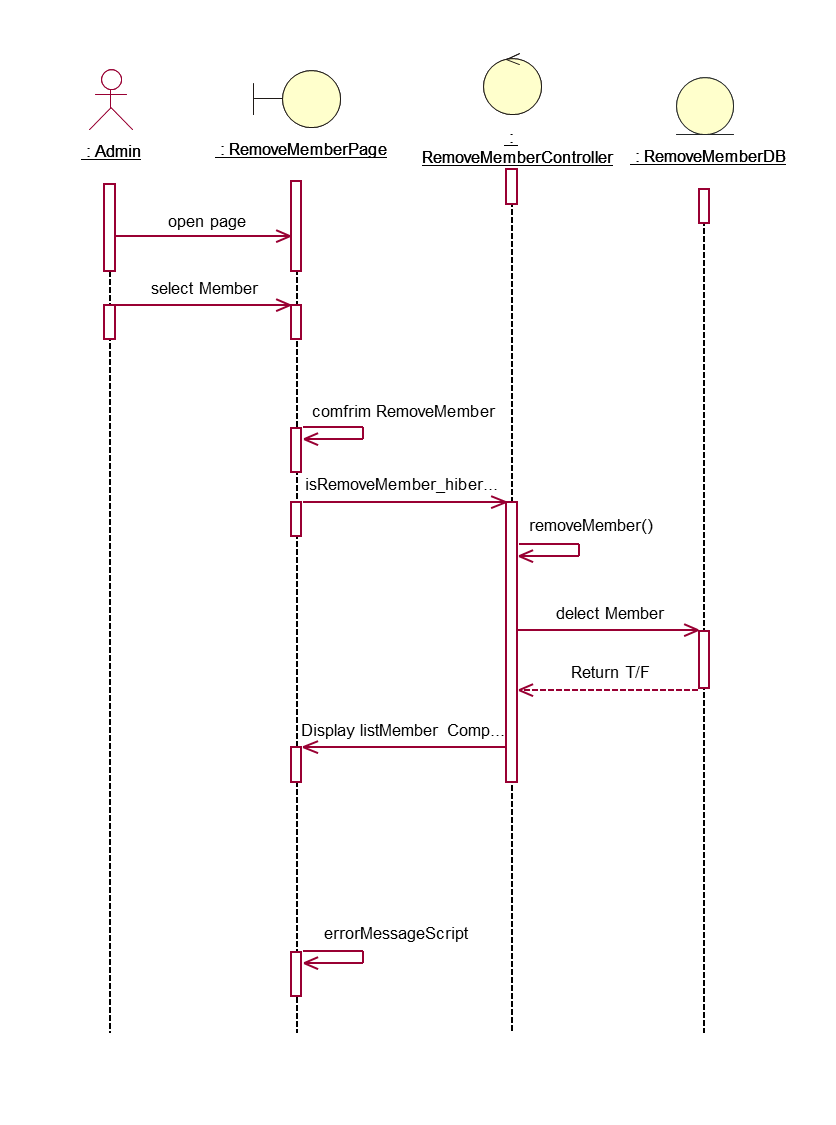 : Admin
: RemoveMemberPage
:
RemoveMemberController
: RemoveMemberDB
open page
select Member
comfrim RemoveMember
isRemoveMember_hiber...
removeMember()
delect Member
Return T/F
Display listMember Comp...
errorMessageScript